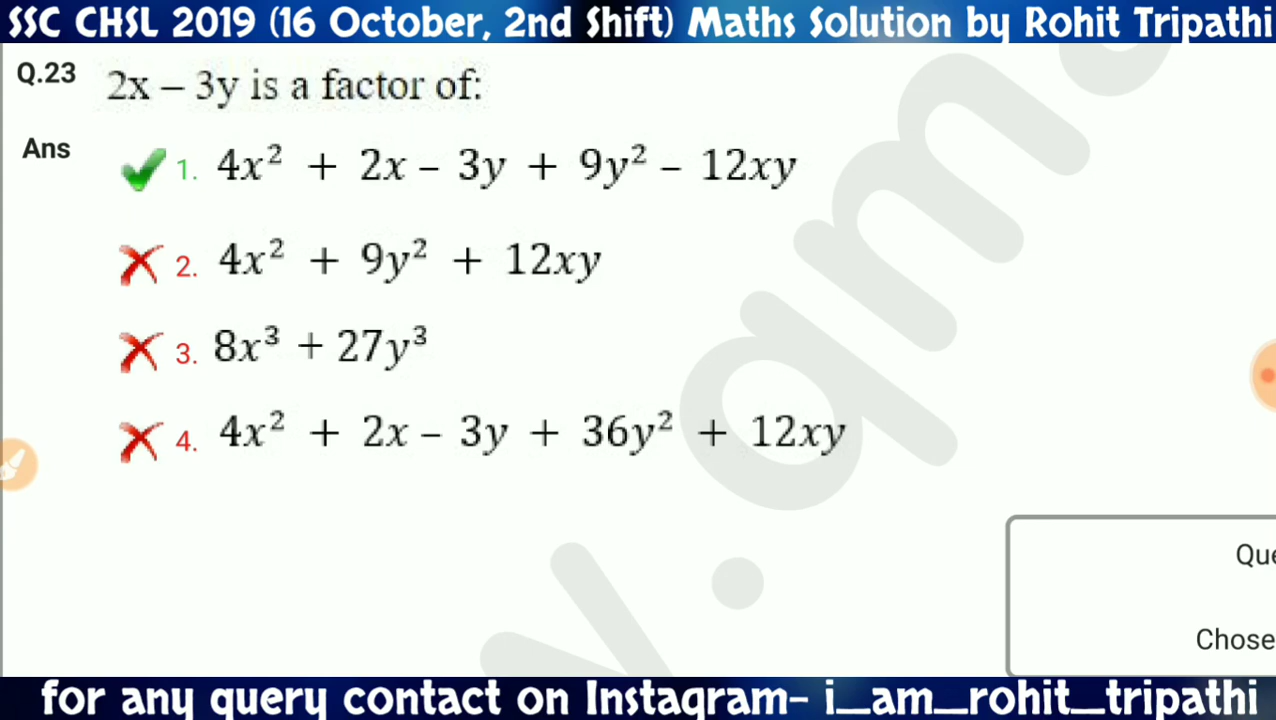 SSC CHSL 2019 (16 October, 2nd Shift) Maths Solution by Rohit Tripathi
Q.23 2x – 3y is a factor of:
Ans 1. 4x² + 2x – 3y + 9y² – 12xy
2. 4x² + 9y² + 12xy
3. 8x³ + 27y³
4. 4x² + 2x – 3y + 36y² + 12xy
Que
Chose
for any query contact on Instagram- i_am_rohit_tripathi